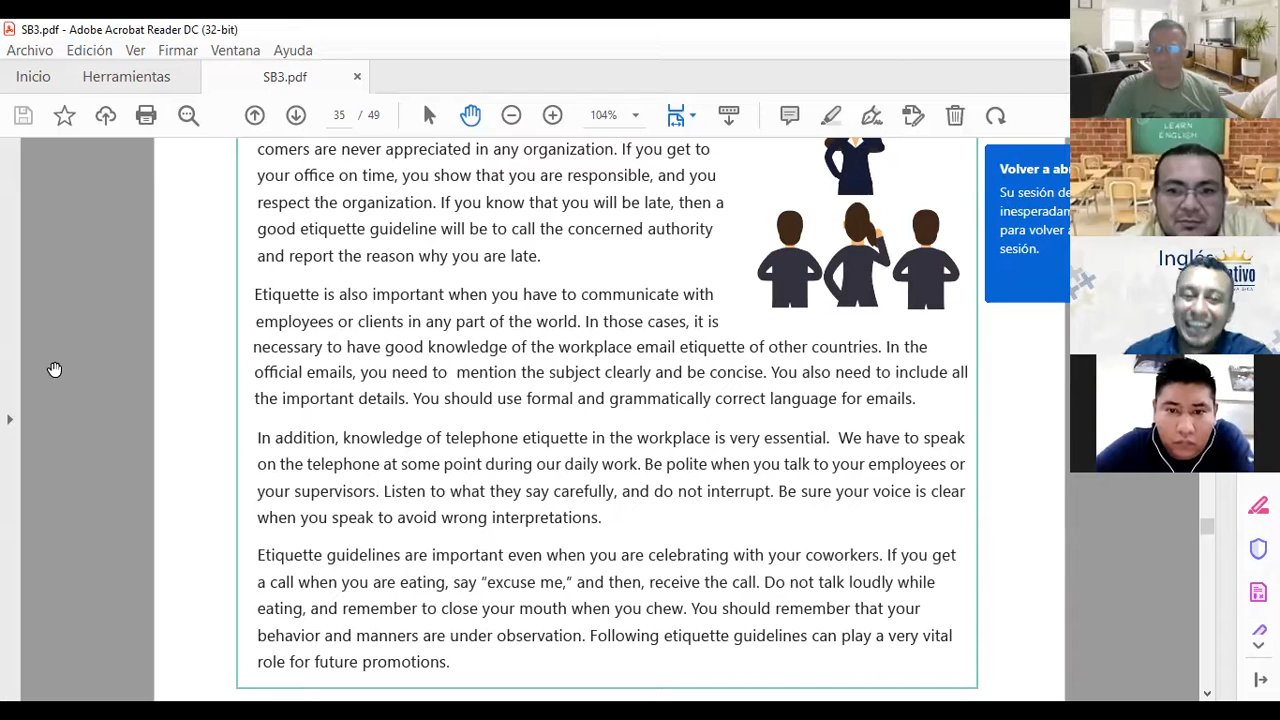 SB3.pdf - Adobe Acrobat Reader DC (32-bit)
Archivo Edición Ver Firmar Ventana Ayuda
Inicio Herramientas SB3.pdf ×
35 / 49 104%
comers are never appreciated in any organization. If you get to
your office on time, you show that you are responsible, and you
respect the organization. If you know that you will be late, then a
good etiquette guideline will be to call the concerned authority
and report the reason why you are late.
Etiquette is also important when you have to communicate with
employees or clients in any part of the world. In those cases, it is
necessary to have good knowledge of the workplace email etiquette of other countries. In the
official emails, you need to mention the subject clearly and be concise. You also need to include all
the important details. You should use formal and grammatically correct language for emails.
In addition, knowledge of telephone etiquette in the workplace is very essential. We have to speak
on the telephone at some point during our daily work. Be polite when you talk to your employees or
your supervisors. Listen to what they say carefully, and do not interrupt. Be sure your voice is clear
when you speak to avoid wrong interpretations.
Etiquette guidelines are important even when you are celebrating with your coworkers. If you get
a call when you are eating, say “excuse me,” and then, receive the call. Do not talk loudly while
eating, and remember to close your mouth when you chew. You should remember that your
behavior and manners are under observation. Following etiquette guidelines can play a very vital
role for future promotions.
Volver a ab
Su sesión de
inesperadam
para volver a
sesión.
LEARN
ENGLISH
Inglés